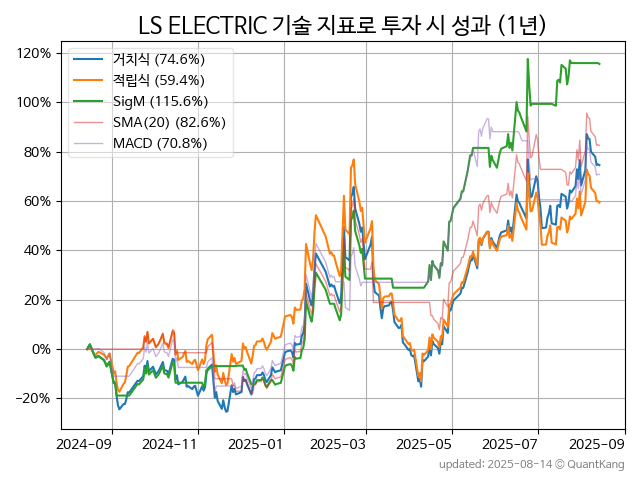 LS ELECTRIC 기술 지표로 투자 시 성과 (1년)
120%
100%
80%
60%
40%
20%
0%
−20%
거치식 (74.6%)
적립식 (59.4%)
SigM (115.6%)
SMA(20) (82.6%)
MACD (70.8%)
2024-09 2024-11 2025-01 2025-03 2025-05 2025-07 2025-09
updated: 2025-08-14 © QuantKang